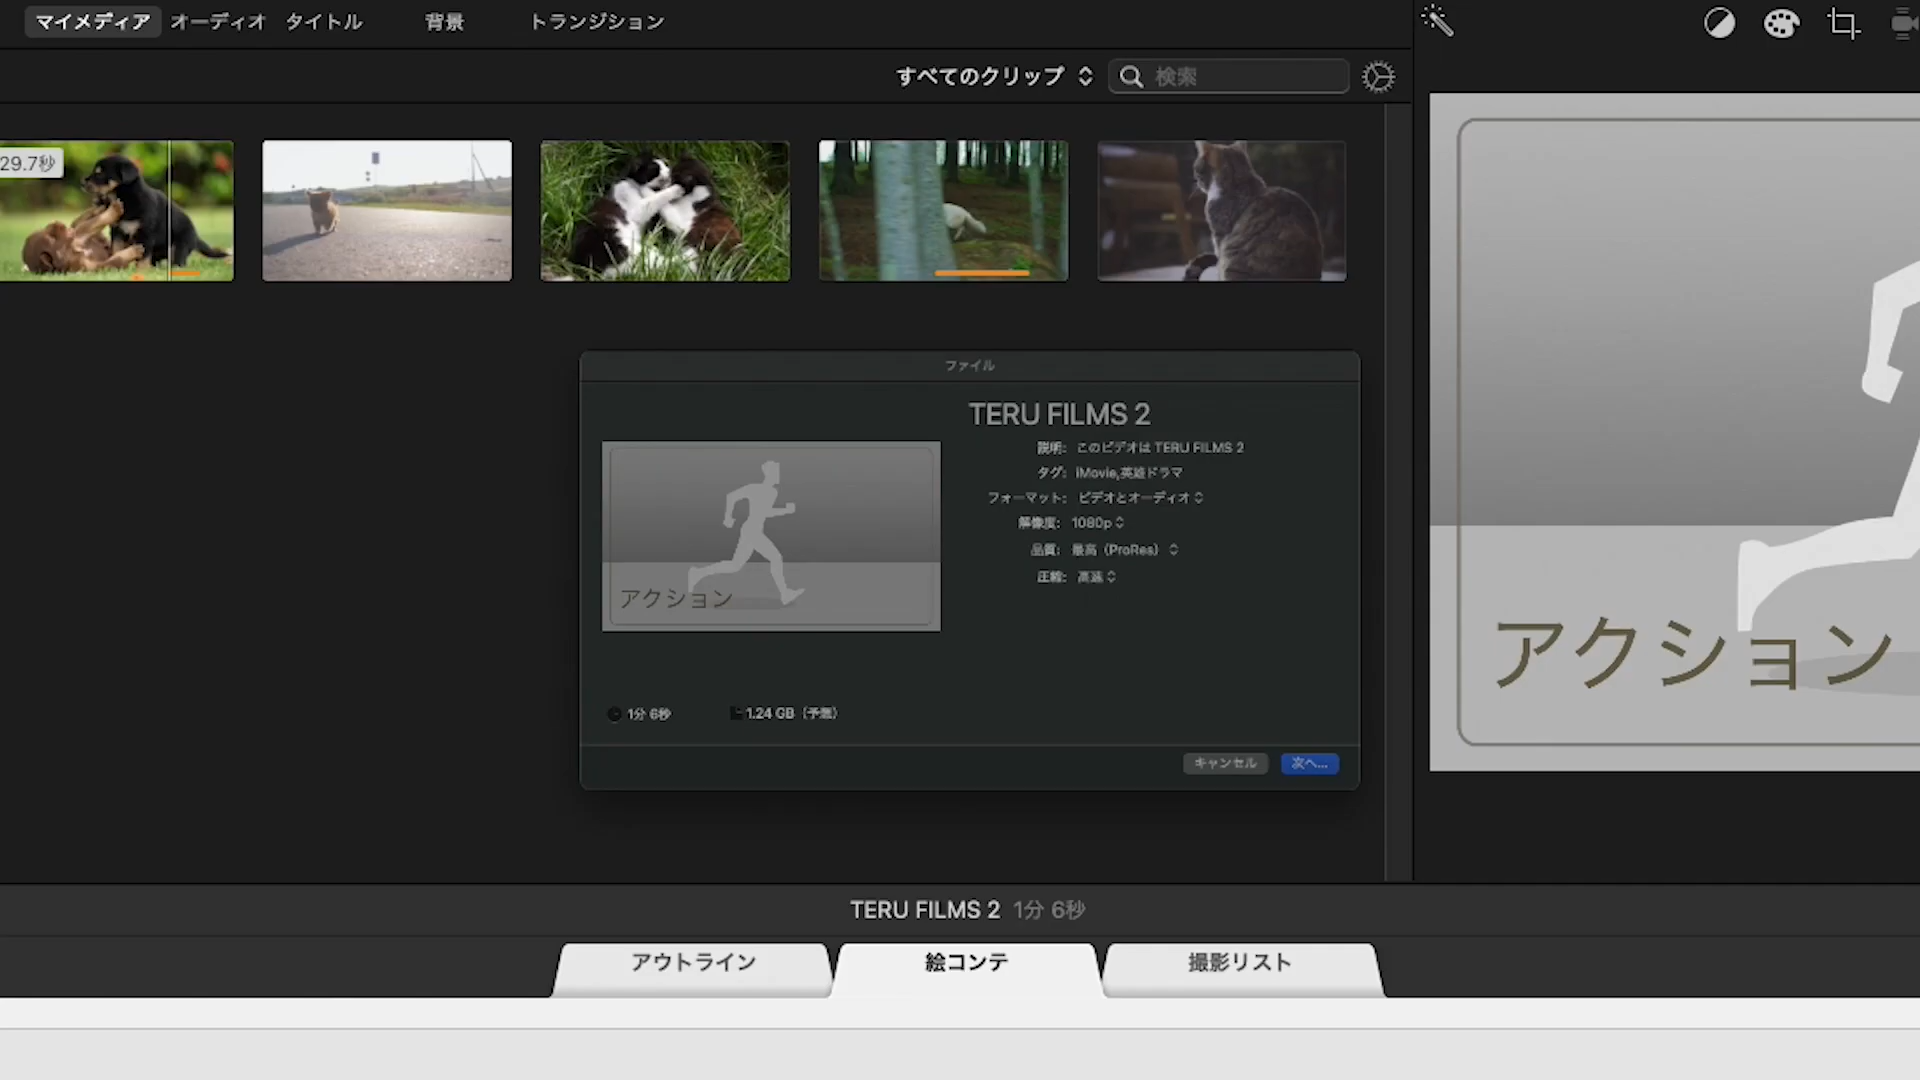 マイメディア オーディオ タイトル 背景 トランジション
すべてのクリップ 検索
29.7秒
ファイル
TERU FILMS 2
説明: このビデオは TERU FILMS 2
タグ: iMovie,英雄ドラマ
フォーマット: ビデオとオーディオ
解像度: 1080p
品質: 最高（ProRes）
圧縮: 高速
アクション
1分 6秒 1.24 GB（予測）
キャンセル 次へ...
アクション
TERU FILMS 2 1分 6秒
アウトライン 絵コンテ 撮影リスト